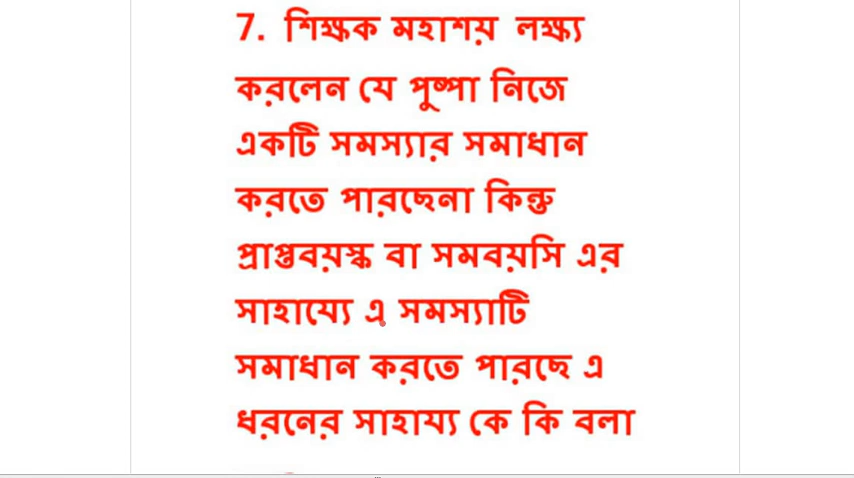 7. শিক্ষক মহাশয় লক্ষ্য
করলেন যে পুষ্পা নিজে
একটি সমস্যার সমাধান
করতে পারছেনা কিন্তু
প্রাপ্তবয়স্ক বা সমবয়সি এর
সাহায্যে এ সমস্যাটি
সমাধান করতে পারছে এ
ধরনের সাহায্য কে কি বলা